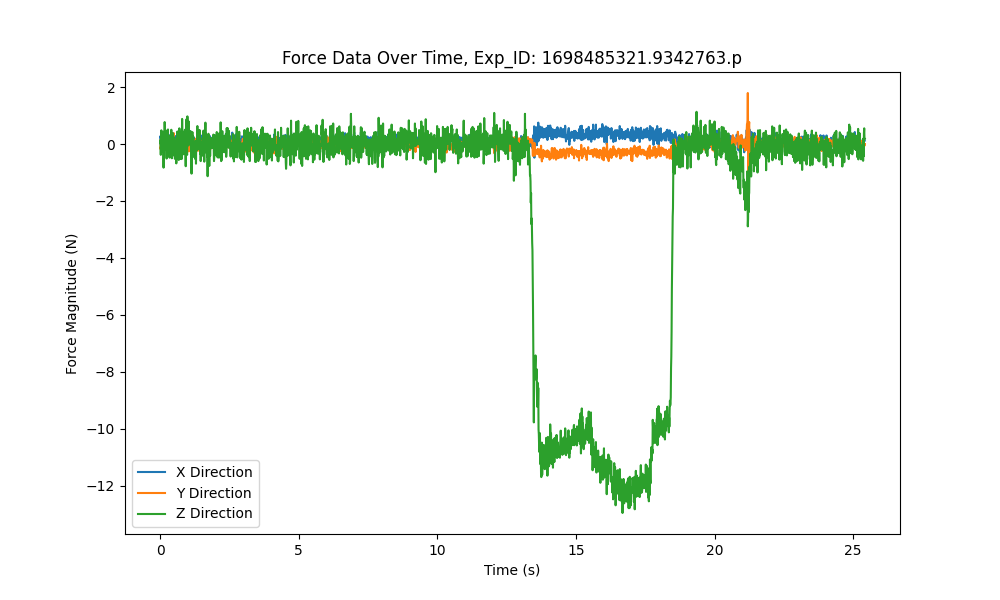 Force Data Over Time, Exp_ID: 1698485321.9342763.p
2
0
−2
−4
−6
−8
−10
−12
Force Magnitude (N)
X Direction
Y Direction
Z Direction
0
5
10
15
20
25
Time (s)